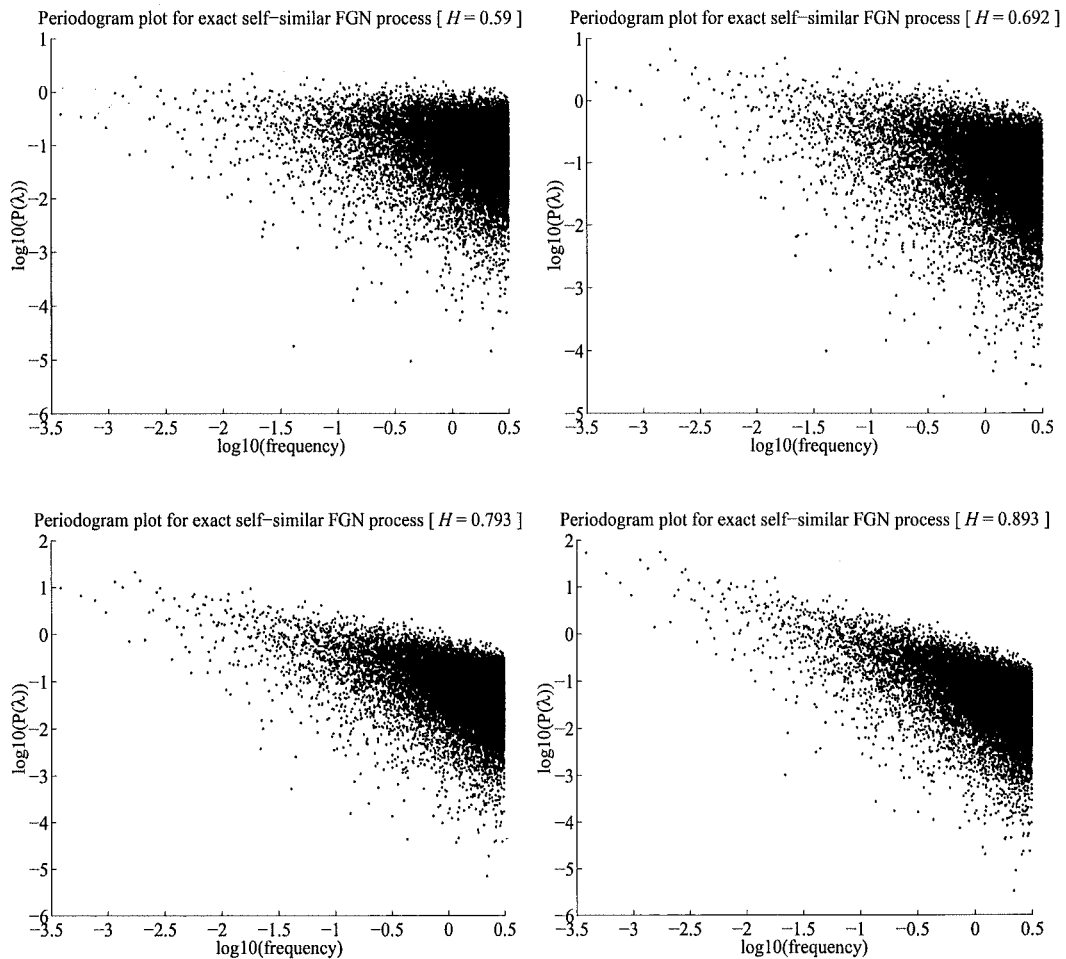 Periodogram plot for exact self−similar FGN process [ H = 0.59 ]
1
0
−1
−2
−3
−4
−5
−6
log10(P(λ))
−3.5 −3 −2.5 −2 −1.5 −1 −0.5 0 0.5
log10(frequency)
Periodogram plot for exact self−similar FGN process [ H = 0.692 ]
1
0
−1
−2
−3
−4
−5
log10(P(λ))
−3.5 −3 −2.5 −2 −1.5 −1 −0.5 0 0.5
log10(frequency)
Periodogram plot for exact self−similar FGN process [ H = 0.793 ]
2
1
0
−1
−2
−3
−4
−5
−6
log10(P(λ))
−3.5 −3 −2.5 −2 −1.5 −1 −0.5 0 0.5
log10(frequency)
Periodogram plot for exact self−similar FGN process [ H = 0.893 ]
2
1
0
−1
−2
−3
−4
−5
−6
log10(P(λ))
−3.5 −3 −2.5 −2 −1.5 −1 −0.5 0 0.5
log10(frequency)